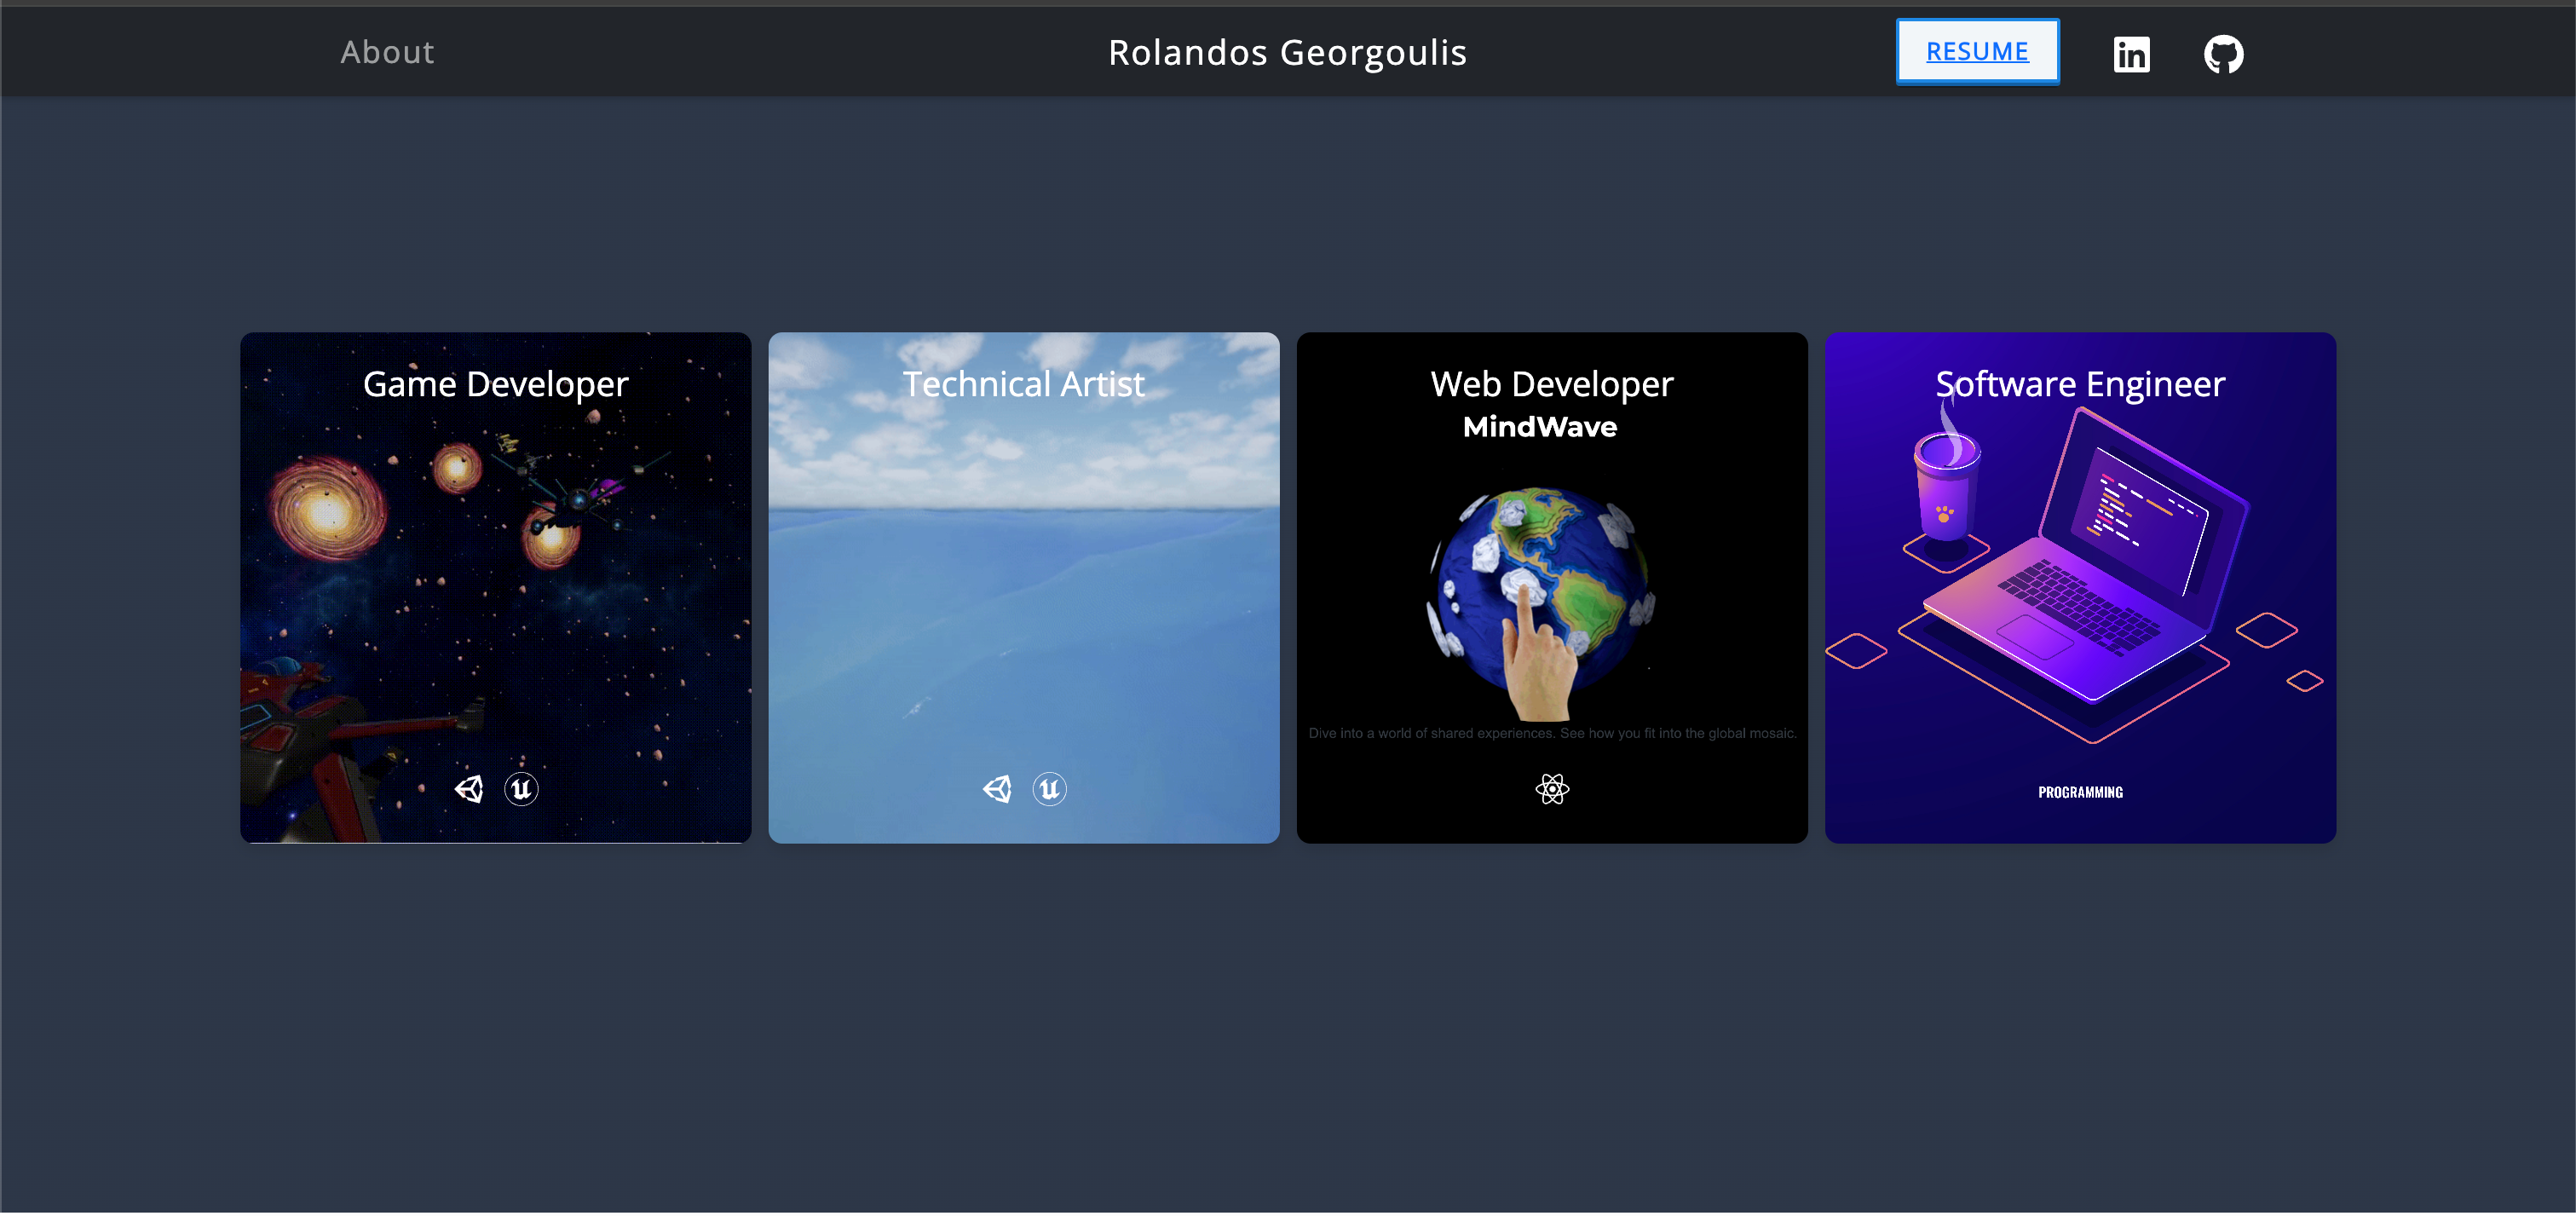 About
Rolandos Georgoulis
RESUME
Game Developer
Technical Artist
Web Developer
MindWave
Dive into a world of shared experiences. See how you fit into the global mosaic.
Software Engineer
PROGRAMMING